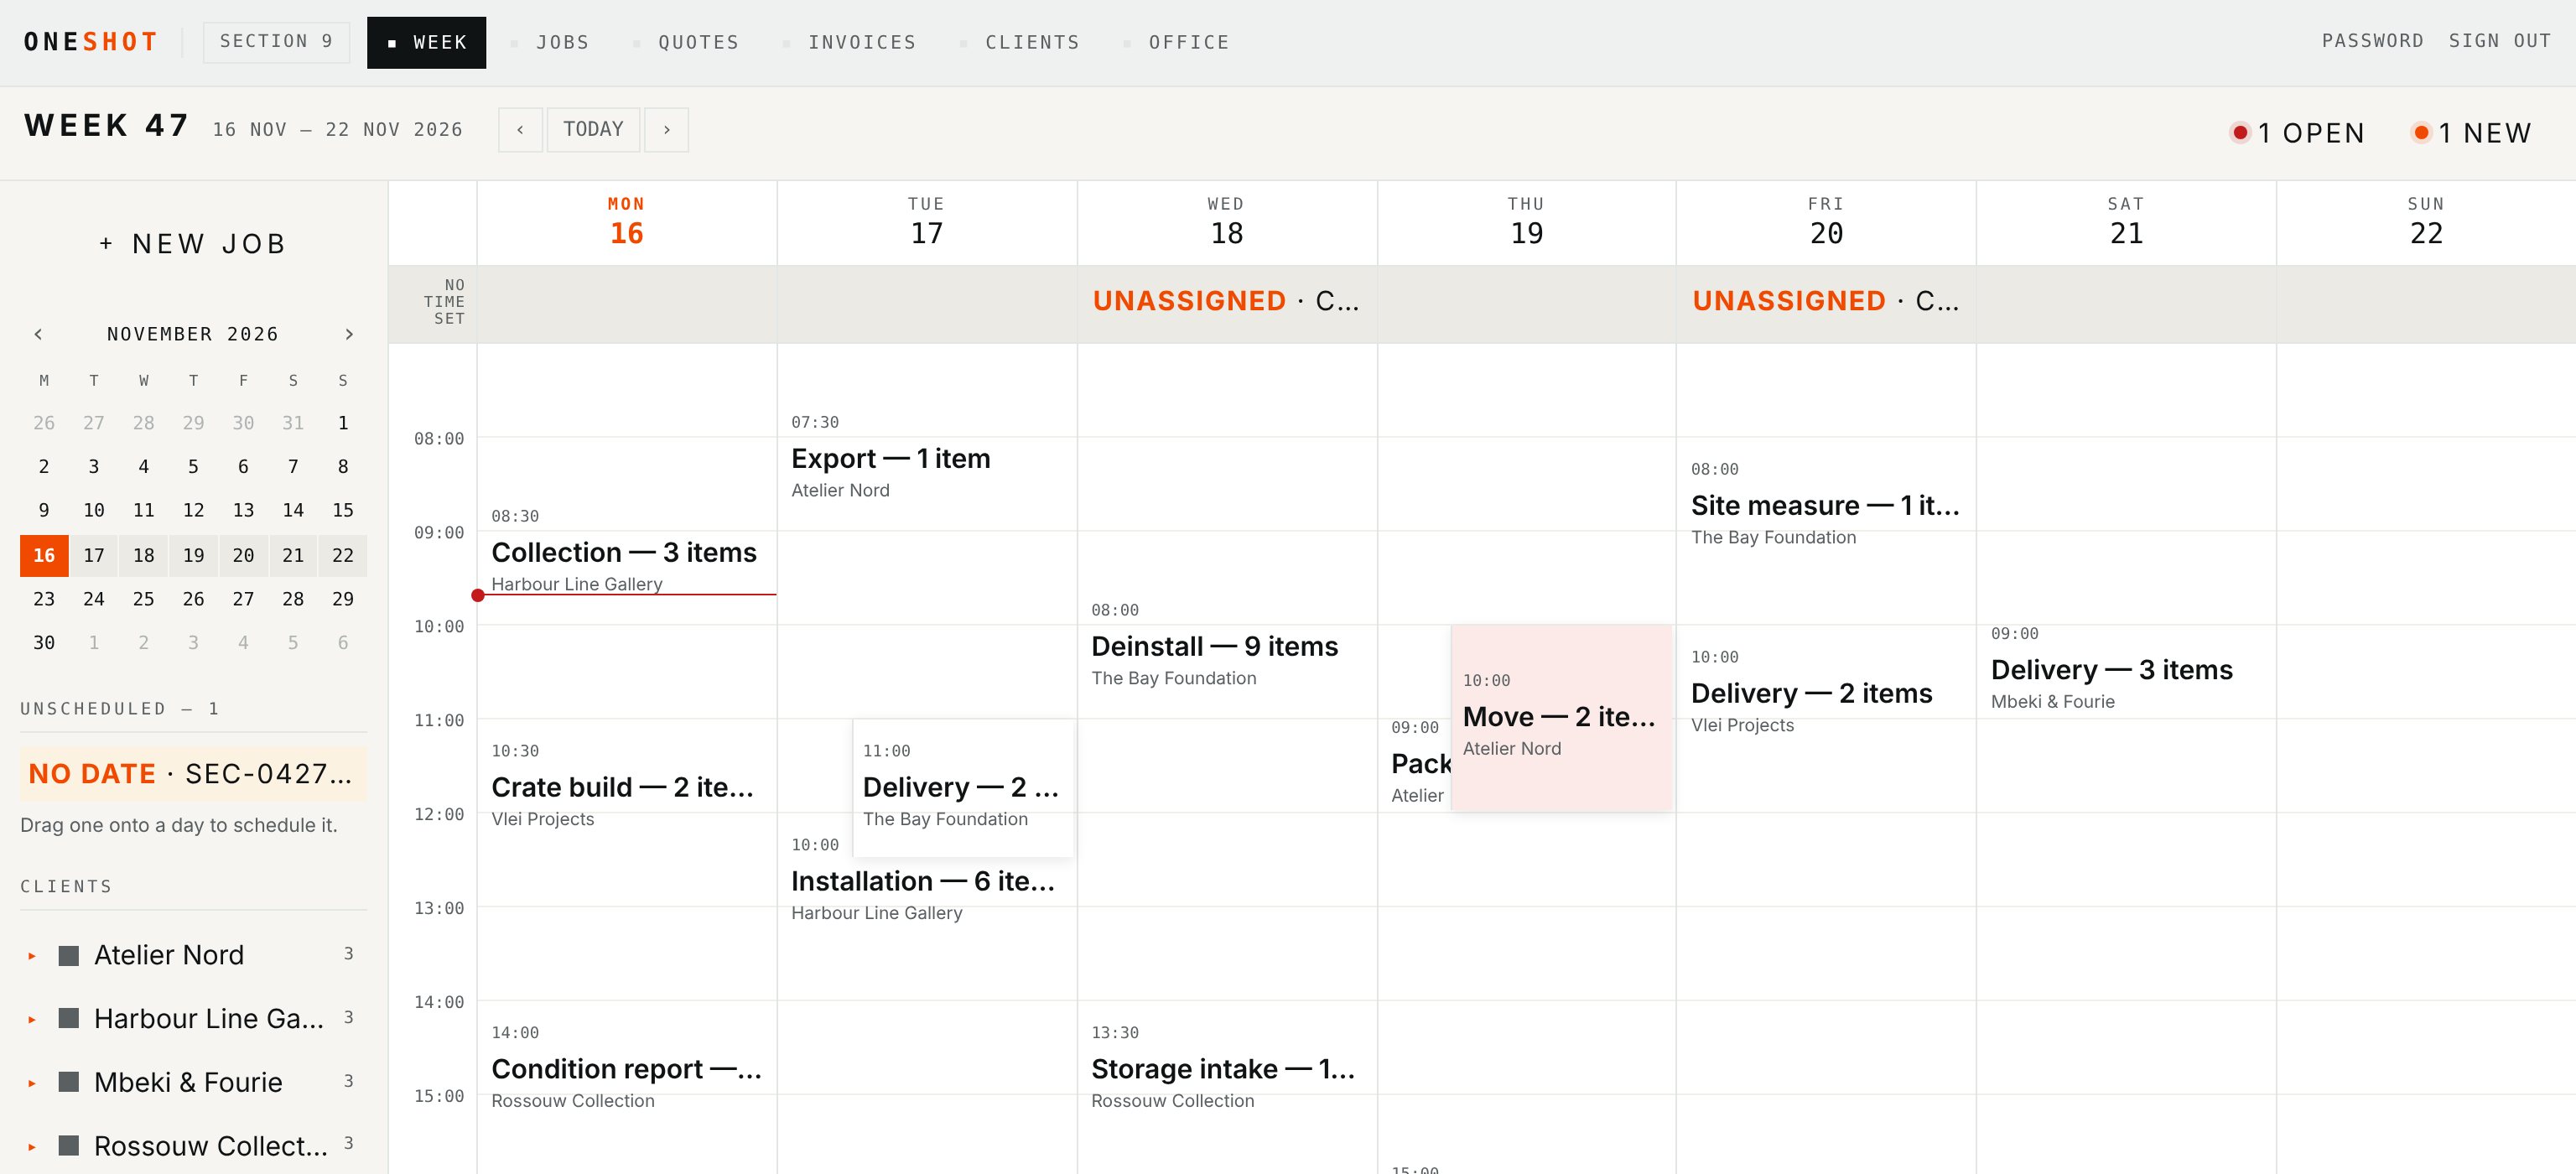 ONESHOT SECTION 9 WEEK JOBS QUOTES INVOICES CLIENTS OFFICE PASSWORD SIGN OUT
WEEK 47 16 NOV — 22 NOV 2026 ‹ TODAY › 1 OPEN 1 NEW
+ NEW JOB
‹ NOVEMBER 2026 ›
M T W T F S S
26 27 28 29 30 31 1
2 3 4 5 6 7 8
9 10 11 12 13 14 15
16 17 18 19 20 21 22
23 24 25 26 27 28 29
30 1 2 3 4 5 6
UNSCHEDULED — 1
NO DATE · SEC-0427…
Drag one onto a day to schedule it.
CLIENTS
Atelier Nord 3
Harbour Line Ga… 3
Mbeki & Fourie 3
Rossouw Collect… 3
MON TUE WED THU FRI SAT SUN
16 17 18 19 20 21 22
NO
TIME
SET
UNASSIGNED · C…
UNASSIGNED · C…
08:00
09:00
10:00
11:00
12:00
13:00
14:00
15:00
08:30
Collection — 3 items
Harbour Line Gallery
10:30
Crate build — 2 ite…
Vlei Projects
14:00
Condition report —…
Rossouw Collection
07:30
Export — 1 item
Atelier Nord
11:00
Delivery — 2 …
The Bay Foundation
10:00
Installation — 6 ite…
Harbour Line Gallery
08:00
Deinstall — 9 items
The Bay Foundation
13:30
Storage intake — 1…
Rossouw Collection
09:00
Pack
Atelier
10:00
Move — 2 ite…
Atelier Nord
15:00
08:00
Site measure — 1 it…
The Bay Foundation
10:00
Delivery — 2 items
Vlei Projects
09:00
Delivery — 3 items
Mbeki & Fourie